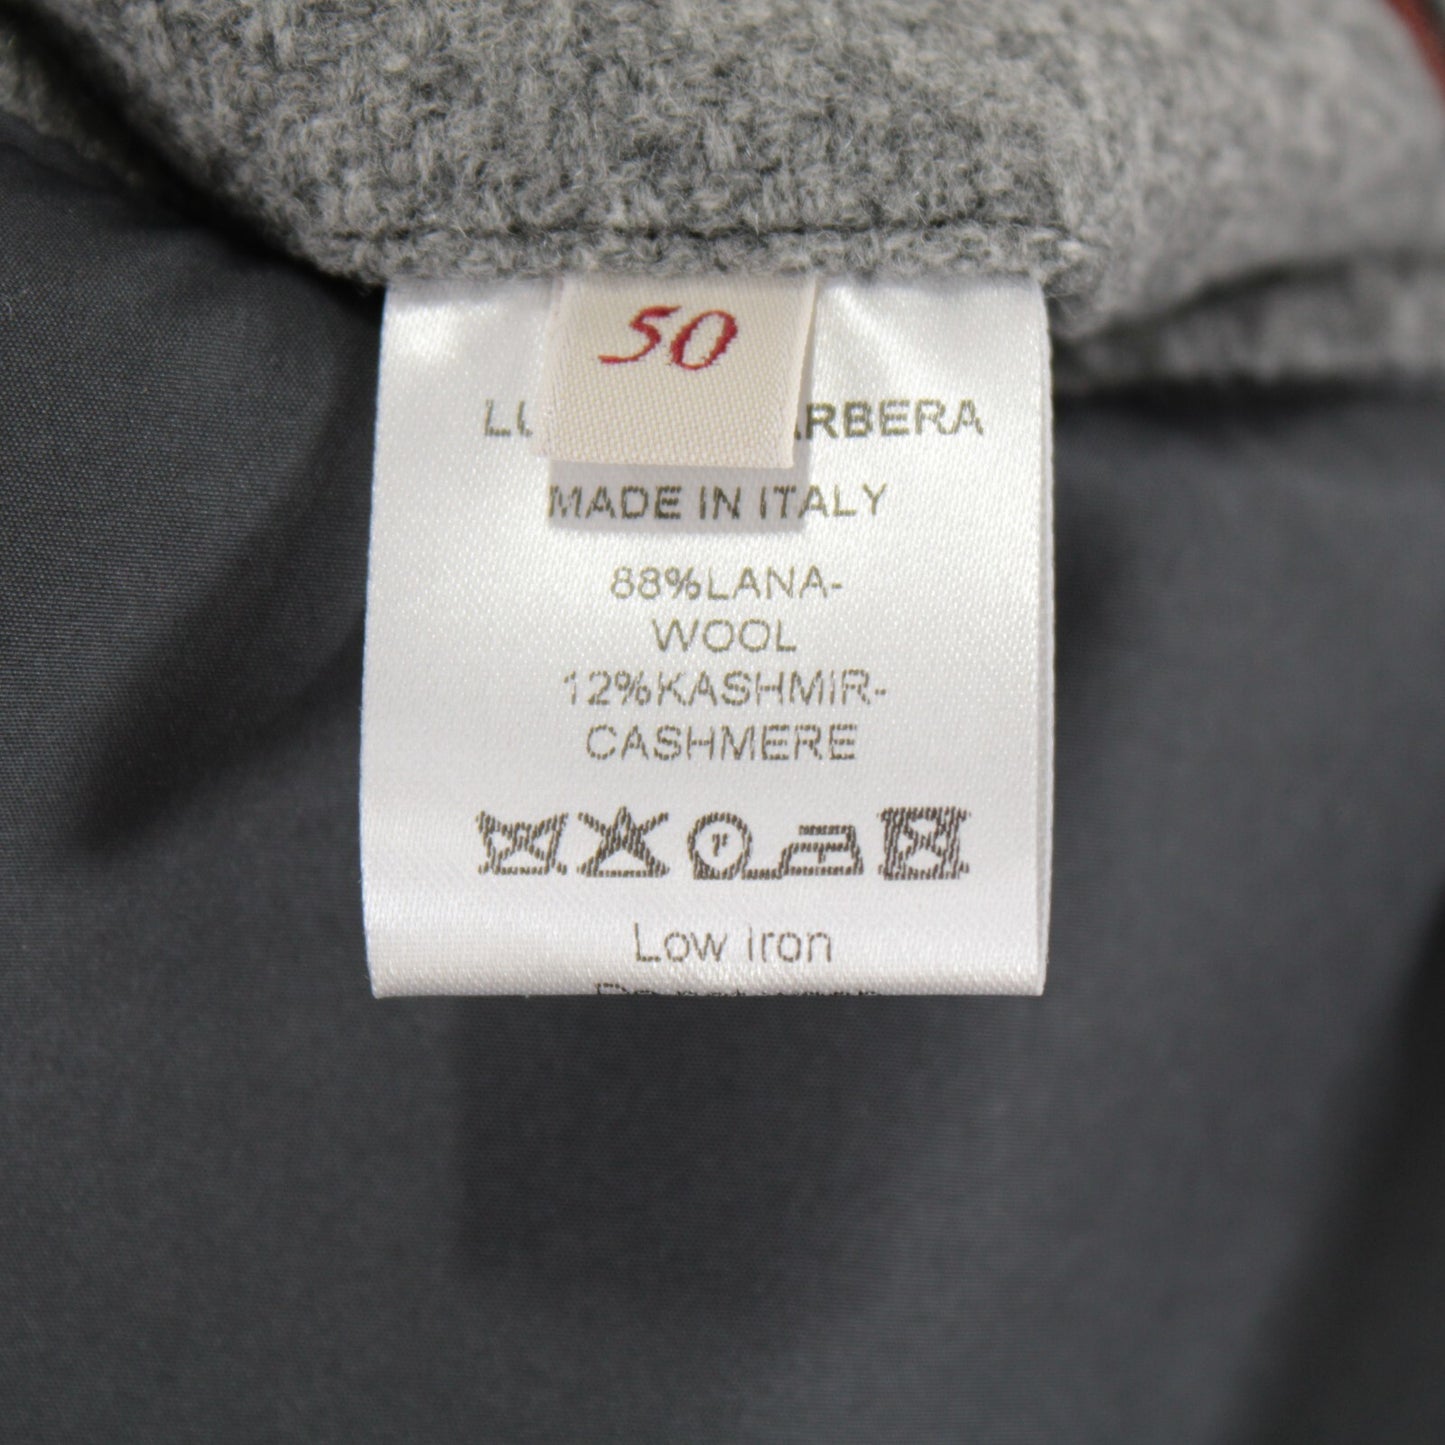 50
MADE IN ITALY
88%LANA-
WOOL
12%KASHMIR-
CASHMERE
Low iron